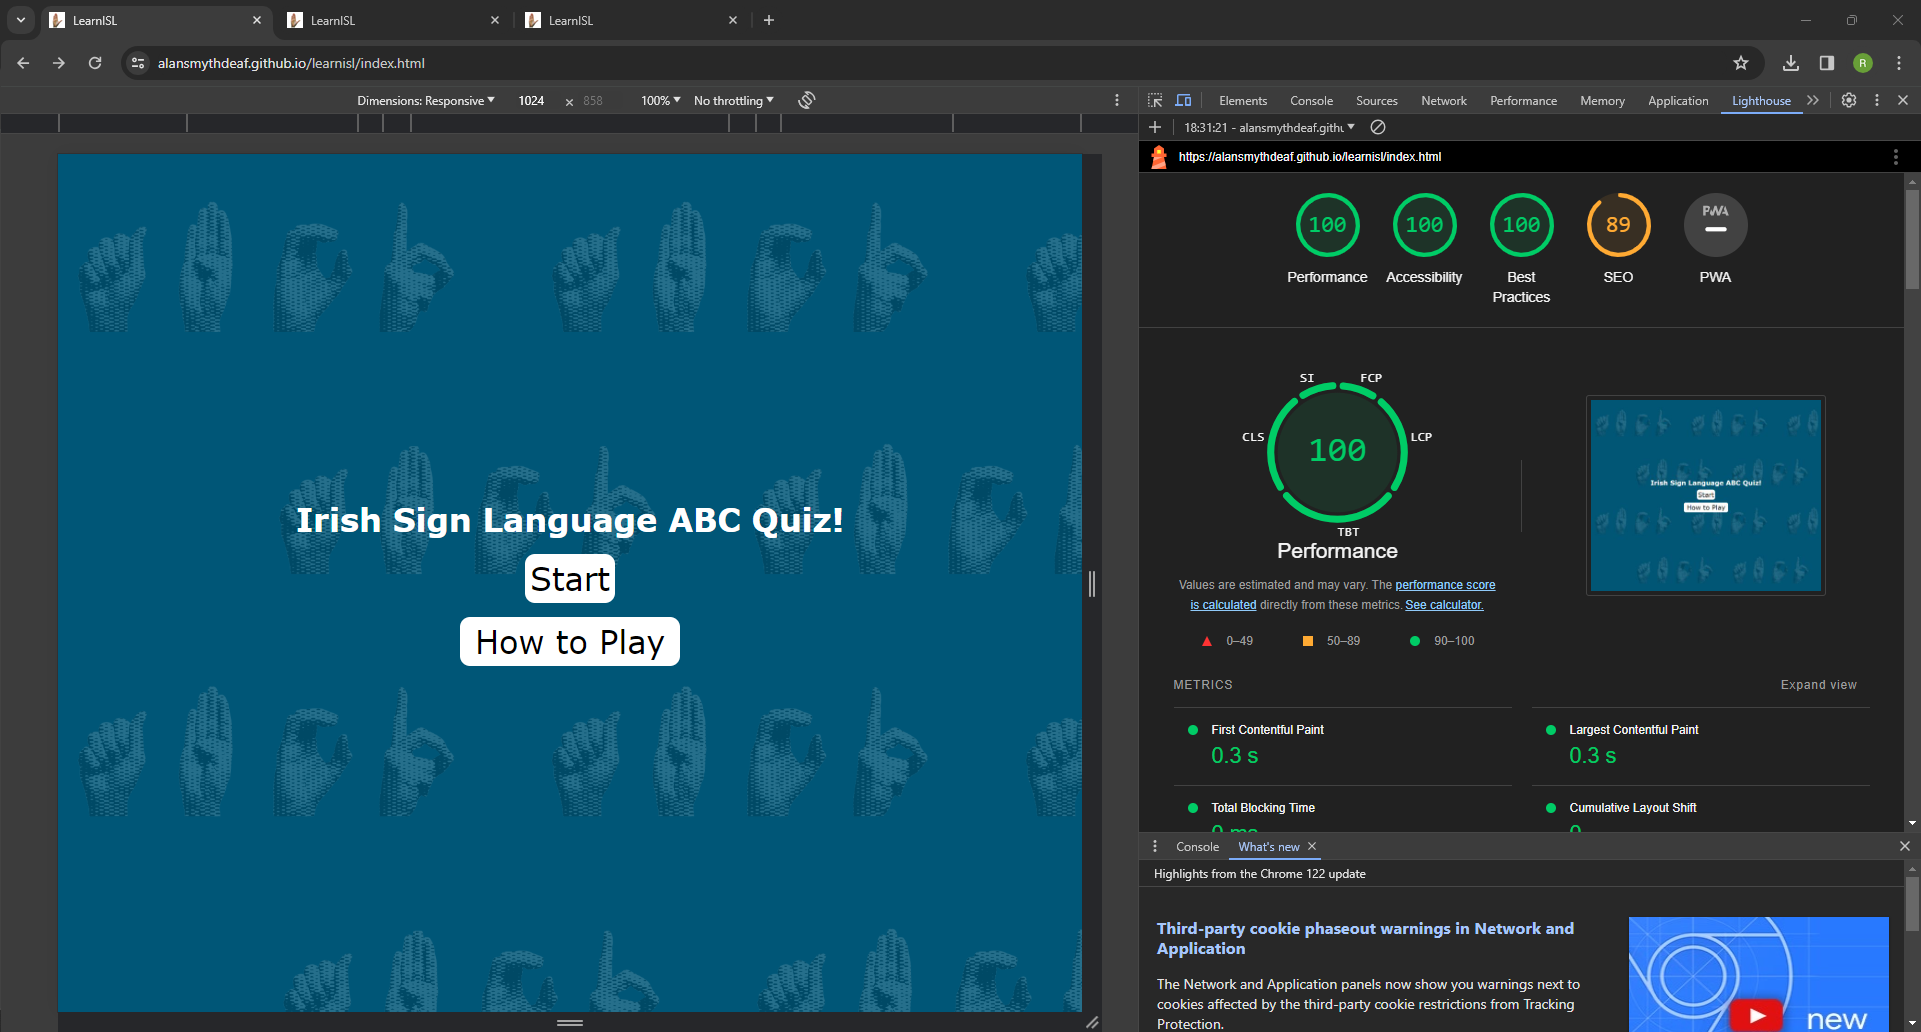 LearnISL
LearnISL
LearnISL
alansmythdeaf.github.io/learnisl/index.html
R
Dimensions: Responsive
1024
×
858
100%
No throttling
Elements
Console
Sources
Network
Performance
Memory
Application
Lighthouse
18:31:21 - alansmythdeaf.githu
https://alansmythdeaf.github.io/learnisl/index.html
100
100
100
89
PWA
Performance
Accessibility
Best
Practices
SEO
PWA
SI
FCP
CLS
LCP
100
TBT
Performance
Values are estimated and may vary. The performance score
is calculated directly from these metrics. See calculator.
0–49
50–89
90–100
Irish Sign Language ABC Quiz!
Start
How to Play
Irish Sign Language ABC Quiz!
Start
How to Play
METRICS
Expand view
First Contentful Paint
0.3 s
Largest Contentful Paint
0.3 s
Total Blocking Time
0 ms
Cumulative Layout Shift
0
Console
What's new
Highlights from the Chrome 122 update
Third-party cookie phaseout warnings in Network and
Application
The Network and Application panels now show you warnings next to
cookies affected by the third-party cookie restrictions from Tracking
Protection.
new